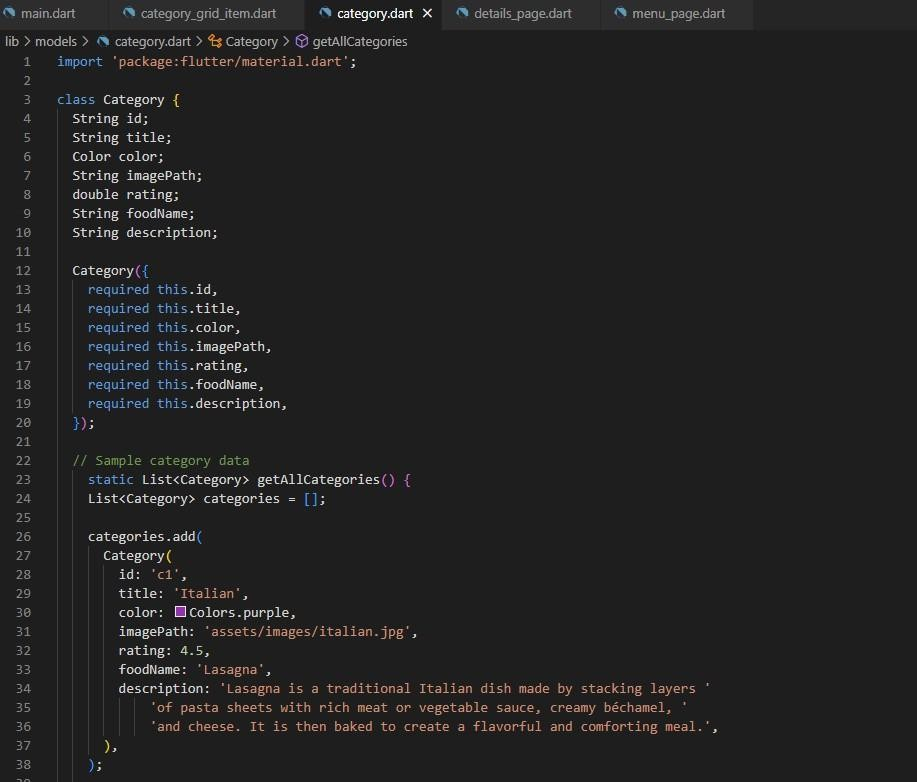 main.dart category_grid_item.dart category.dart × details_page.dart menu_page.dart
lib > models > category.dart > Category > getAllCategories
1 import 'package:flutter/material.dart';
2
3 class Category {
4 String id;
5 String title;
6 Color color;
7 String imagePath;
8 double rating;
9 String foodName;
10 String description;
11
12 Category({
13 required this.id,
14 required this.title,
15 required this.color,
16 required this.imagePath,
17 required this.rating,
18 required this.foodName,
19 required this.description,
20 });
21
22 // Sample category data
23 static List<Category> getAllCategories() {
24 List<Category> categories = [];
25
26 categories.add(
27 Category(
28 id: 'c1',
29 title: 'Italian',
30 color: Colors.purple,
31 imagePath: 'assets/images/italian.jpg',
32 rating: 4.5,
33 foodName: 'Lasagna',
34 description: 'Lasagna is a traditional Italian dish made by stacking layers '
35 'of pasta sheets with rich meat or vegetable sauce, creamy béchamel, '
36 'and cheese. It is then baked to create a flavorful and comforting meal.',
37 ),
38 );